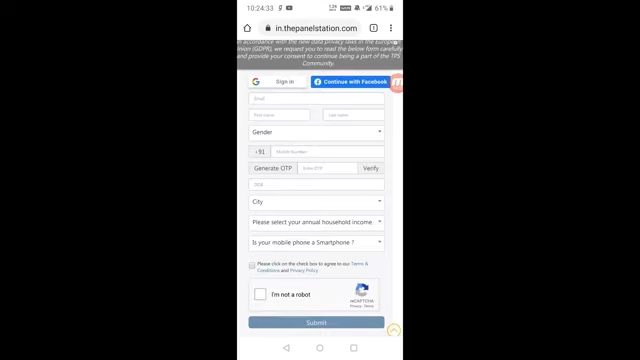 10:24:33
61%
in.thepanelstation.com
In accordance with the new data privacy laws in the European
Union (GDPR), we request you to read the below form carefully
and provide your consent to continue being a part of the TPS
Community.
Sign in
Continue with Facebook
Email
First name
Last name
Gender
+91
Mobile Number
Generate OTP
Enter OTP
Verify
DOB
City
Please select your annual household income
Is your mobile phone a Smartphone ?
Please click on the check box to agree to our Terms &
Conditions and Privacy Policy
I'm not a robot
reCAPTCHA
Privacy - Terms
Submit